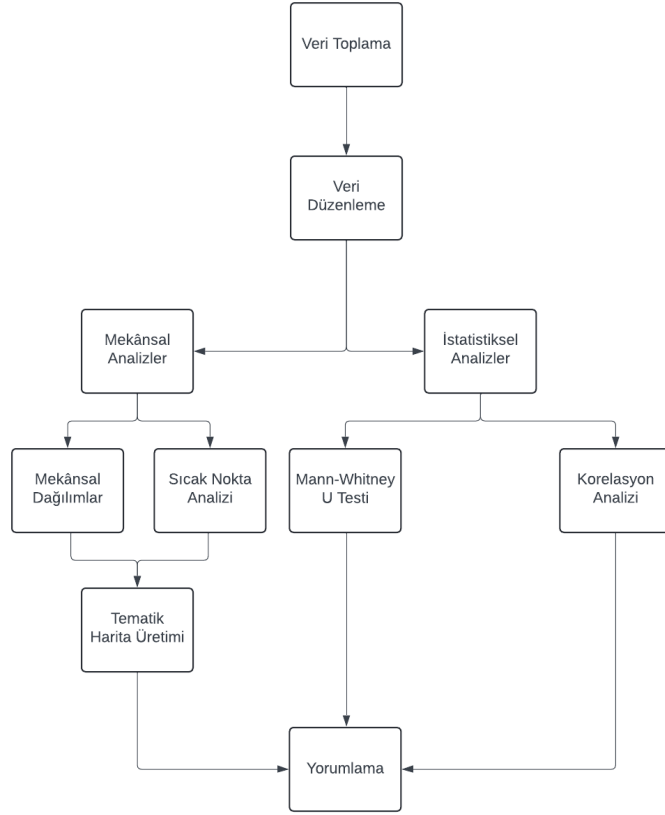 Veri Toplama
Veri
Düzenleme
Mekânsal
Analizler
İstatistiksel
Analizler
Mekânsal
Dağılımlar
Sıcak Nokta
Analizi
Mann-Whitney
U Testi
Korelasyon
Analizi
Tematik
Harita Üretimi
Yorumlama